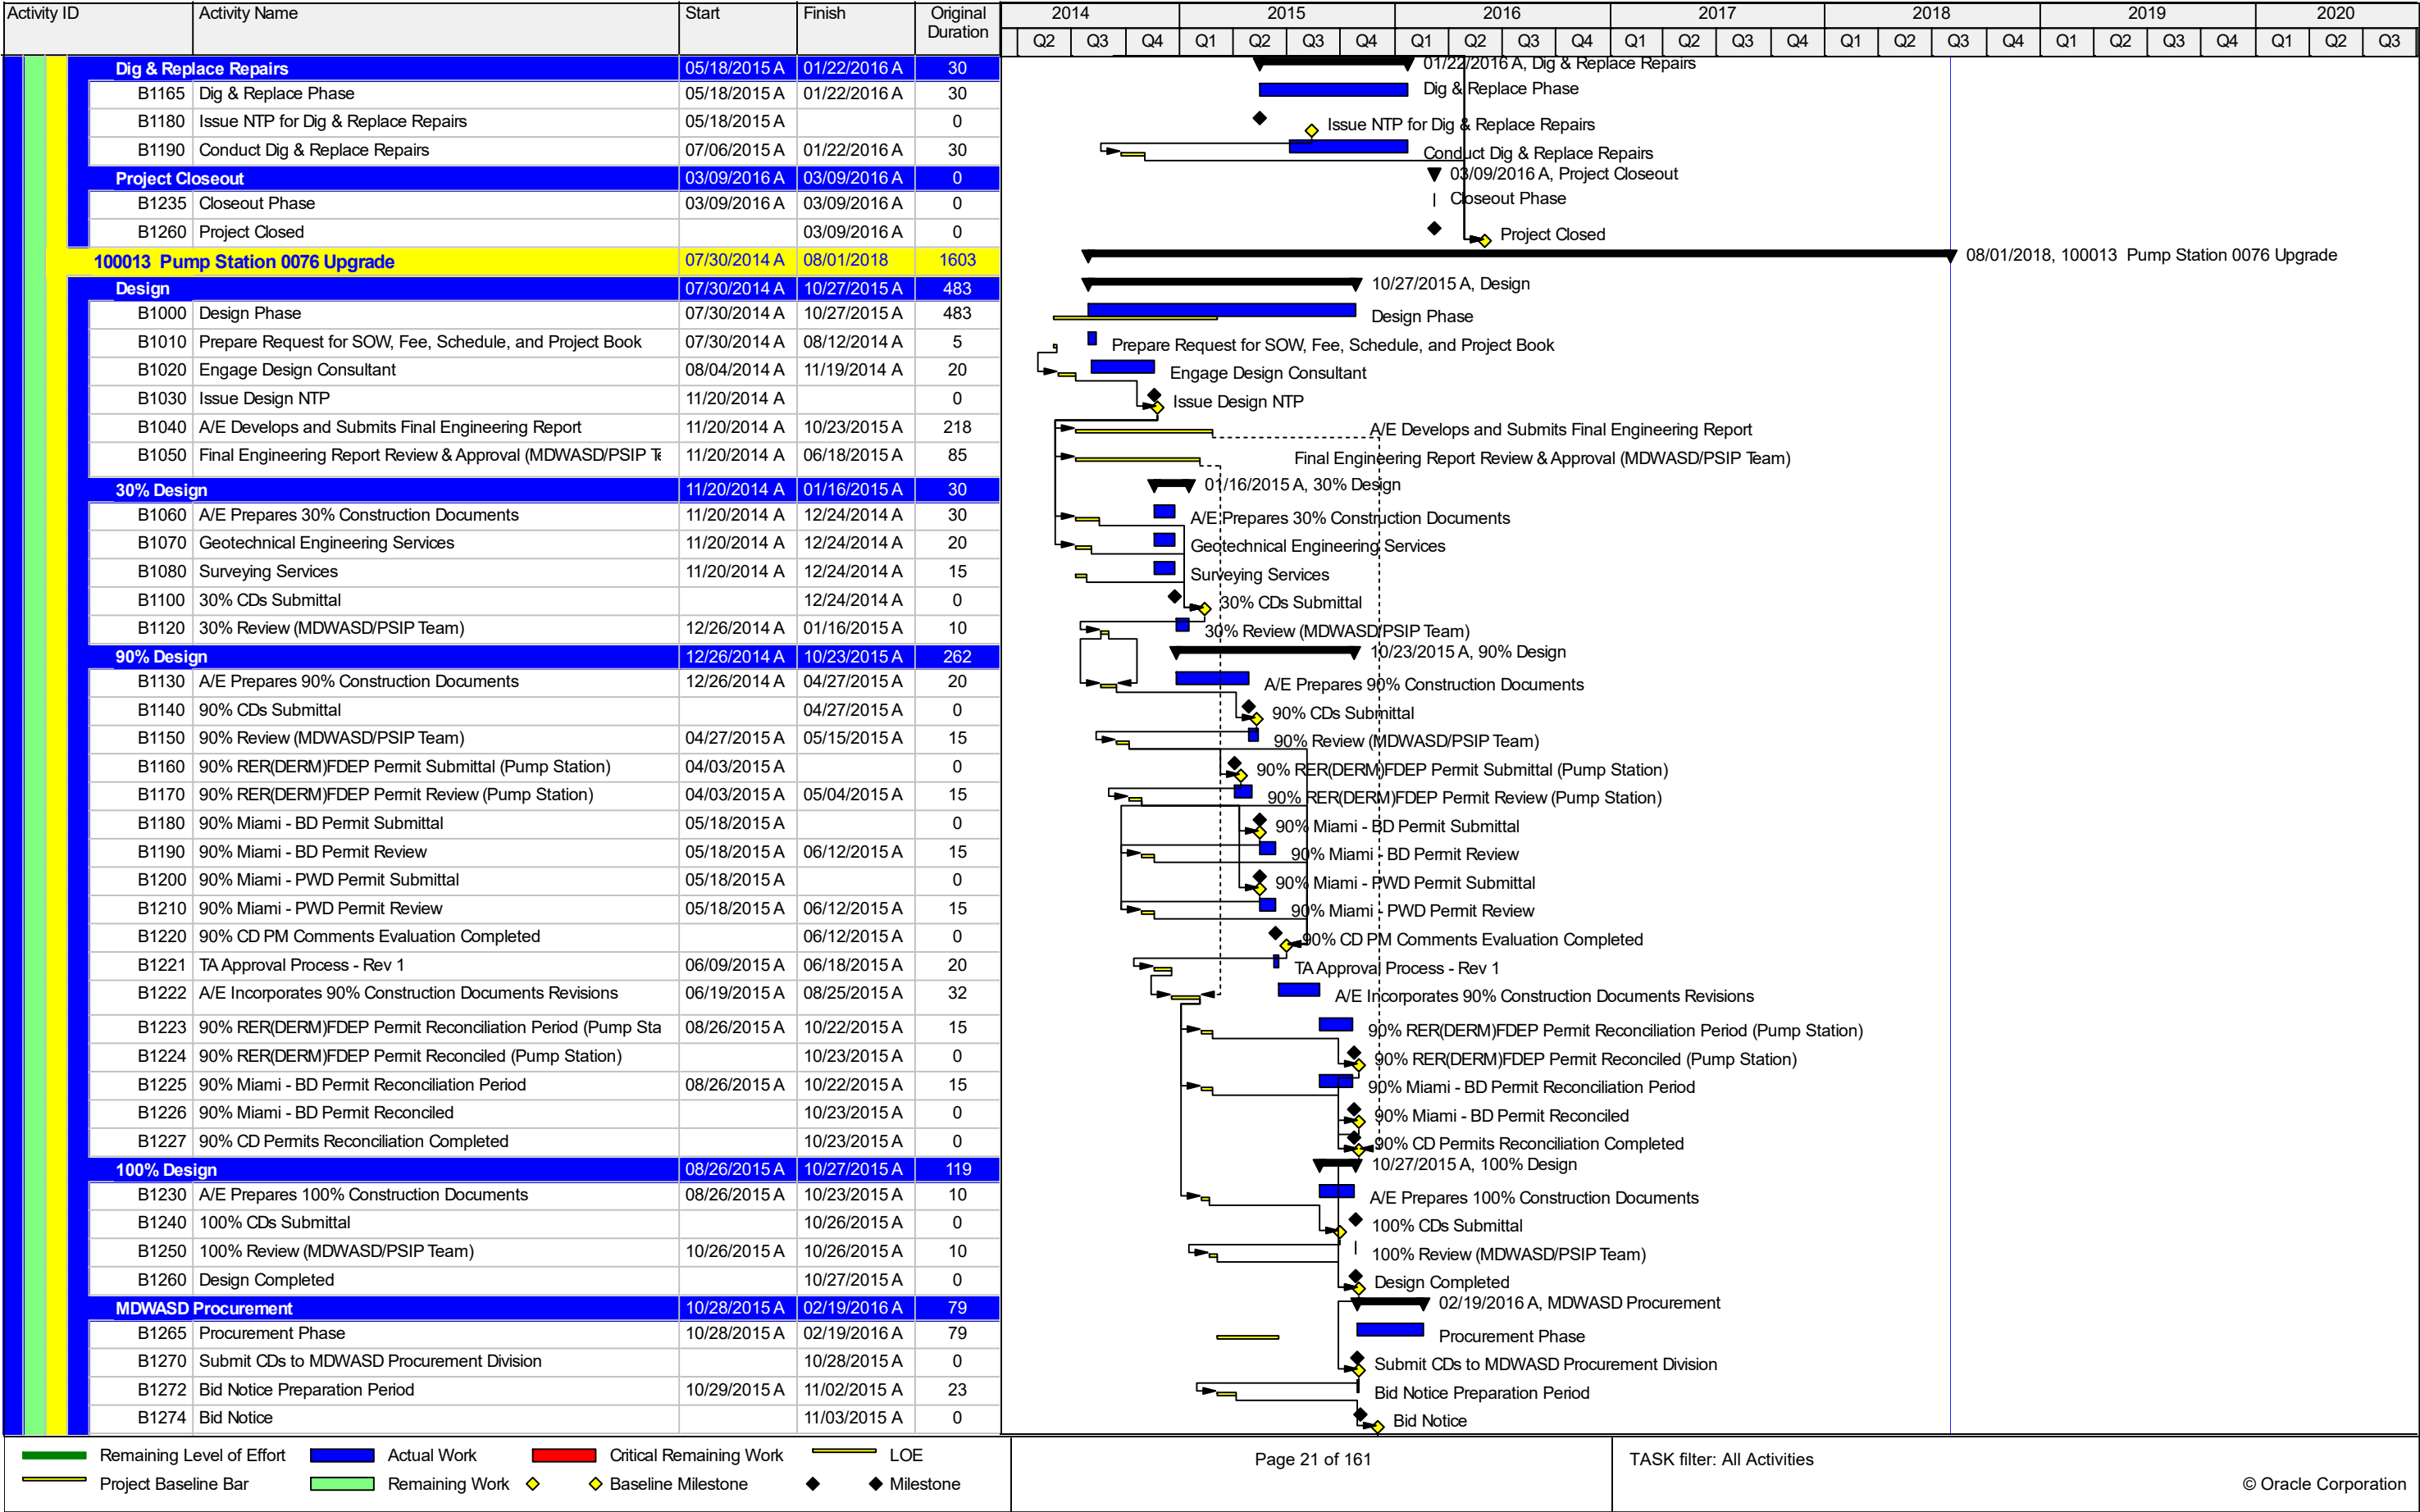 Activity ID Activity Name Start Finish Original Duration 2014 2015 2016 2017 2018 2019 2020
Q2 Q3 Q4 Q1 Q2 Q3 Q4 Q1 Q2 Q3 Q4 Q1 Q2 Q3 Q4 Q1 Q2 Q3 Q4 Q1 Q2 Q3 Q4 Q1 Q2 Q3
Dig & Replace Repairs 05/18/2015 A 01/22/2016 A 30 01/22/2016 A, Dig & Replace Repairs
B1165 Dig & Replace Phase 05/18/2015 A 01/22/2016 A 30 Dig & Replace Phase
B1180 Issue NTP for Dig & Replace Repairs 05/18/2015 A 0 Issue NTP for Dig & Replace Repairs
B1190 Conduct Dig & Replace Repairs 07/06/2015 A 01/22/2016 A 30 Conduct Dig & Replace Repairs
Project Closeout 03/09/2016 A 03/09/2016 A 0 03/09/2016 A, Project Closeout
B1235 Closeout Phase 03/09/2016 A 03/09/2016 A 0 Closeout Phase
B1260 Project Closed 03/09/2016 A 0 Project Closed
100013 Pump Station 0076 Upgrade 07/30/2014 A 08/01/2018 1603 08/01/2018, 100013 Pump Station 0076 Upgrade
Design 07/30/2014 A 10/27/2015 A 483 10/27/2015 A, Design
B1000 Design Phase 07/30/2014 A 10/27/2015 A 483 Design Phase
B1010 Prepare Request for SOW, Fee, Schedule, and Project Book 07/30/2014 A 08/12/2014 A 5 Prepare Request for SOW, Fee, Schedule, and Project Book
B1020 Engage Design Consultant 08/04/2014 A 11/19/2014 A 20 Engage Design Consultant
B1030 Issue Design NTP 11/20/2014 A 0 Issue Design NTP
B1040 A/E Develops and Submits Final Engineering Report 11/20/2014 A 10/23/2015 A 218 A/E Develops and Submits Final Engineering Report
B1050 Final Engineering Report Review & Approval (MDWASD/PSIP Te 11/20/2014 A 06/18/2015 A 85 Final Engineering Report Review & Approval (MDWASD/PSIP Team)
30% Design 11/20/2014 A 01/16/2015 A 30 01/16/2015 A, 30% Design
B1060 A/E Prepares 30% Construction Documents 11/20/2014 A 12/24/2014 A 30 A/E Prepares 30% Construction Documents
B1070 Geotechnical Engineering Services 11/20/2014 A 12/24/2014 A 20 Geotechnical Engineering Services
B1080 Surveying Services 11/20/2014 A 12/24/2014 A 15 Surveying Services
B1100 30% CDs Submittal 12/24/2014 A 0 30% CDs Submittal
B1120 30% Review (MDWASD/PSIP Team) 12/26/2014 A 01/16/2015 A 10 30% Review (MDWASD/PSIP Team)
90% Design 12/26/2014 A 10/23/2015 A 262 10/23/2015 A, 90% Design
B1130 A/E Prepares 90% Construction Documents 12/26/2014 A 04/27/2015 A 20 A/E Prepares 90% Construction Documents
B1140 90% CDs Submittal 04/27/2015 A 0 90% CDs Submittal
B1150 90% Review (MDWASD/PSIP Team) 04/27/2015 A 05/15/2015 A 15 90% Review (MDWASD/PSIP Team)
B1160 90% RER(DERM)FDEP Permit Submittal (Pump Station) 04/03/2015 A 0 90% RER(DERM)FDEP Permit Submittal (Pump Station)
B1170 90% RER(DERM)FDEP Permit Review (Pump Station) 04/03/2015 A 05/04/2015 A 15 90% RER(DERM)FDEP Permit Review (Pump Station)
B1180 90% Miami - BD Permit Submittal 05/18/2015 A 0 90% Miami - BD Permit Submittal
B1190 90% Miami - BD Permit Review 05/18/2015 A 06/12/2015 A 15 90% Miami - BD Permit Review
B1200 90% Miami - PWD Permit Submittal 05/18/2015 A 0 90% Miami - PWD Permit Submittal
B1210 90% Miami - PWD Permit Review 05/18/2015 A 06/12/2015 A 15 90% Miami - PWD Permit Review
B1220 90% CD PM Comments Evaluation Completed 06/12/2015 A 0 90% CD PM Comments Evaluation Completed
B1221 TA Approval Process - Rev 1 06/09/2015 A 06/18/2015 A 20 TA Approval Process - Rev 1
B1222 A/E Incorporates 90% Construction Documents Revisions 06/19/2015 A 08/25/2015 A 32 A/E Incorporates 90% Construction Documents Revisions
B1223 90% RER(DERM)FDEP Permit Reconciliation Period (Pump Sta 08/26/2015 A 10/22/2015 A 15 90% RER(DERM)FDEP Permit Reconciliation Period (Pump Station)
B1224 90% RER(DERM)FDEP Permit Reconciled (Pump Station) 10/23/2015 A 0 90% RER(DERM)FDEP Permit Reconciled (Pump Station)
B1225 90% Miami - BD Permit Reconciliation Period 08/26/2015 A 10/22/2015 A 15 90% Miami - BD Permit Reconciliation Period
B1226 90% Miami - BD Permit Reconciled 10/23/2015 A 0 90% Miami - BD Permit Reconciled
B1227 90% CD Permits Reconciliation Completed 10/23/2015 A 0 90% CD Permits Reconciliation Completed
100% Design 08/26/2015 A 10/27/2015 A 119 10/27/2015 A, 100% Design
B1230 A/E Prepares 100% Construction Documents 08/26/2015 A 10/23/2015 A 10 A/E Prepares 100% Construction Documents
B1240 100% CDs Submittal 10/26/2015 A 0 100% CDs Submittal
B1250 100% Review (MDWASD/PSIP Team) 10/26/2015 A 10/26/2015 A 10 100% Review (MDWASD/PSIP Team)
B1260 Design Completed 10/27/2015 A 0 Design Completed
MDWASD Procurement 10/28/2015 A 02/19/2016 A 79 02/19/2016 A, MDWASD Procurement
B1265 Procurement Phase 10/28/2015 A 02/19/2016 A 79 Procurement Phase
B1270 Submit CDs to MDWASD Procurement Division 10/28/2015 A 0 Submit CDs to MDWASD Procurement Division
B1272 Bid Notice Preparation Period 10/29/2015 A 11/02/2015 A 23 Bid Notice Preparation Period
B1274 Bid Notice 11/03/2015 A 0 Bid Notice
Remaining Level of Effort Actual Work Critical Remaining Work LOE Page 21 of 161 TASK filter: All Activities
Project Baseline Bar Remaining Work Baseline Milestone Milestone © Oracle Corporation